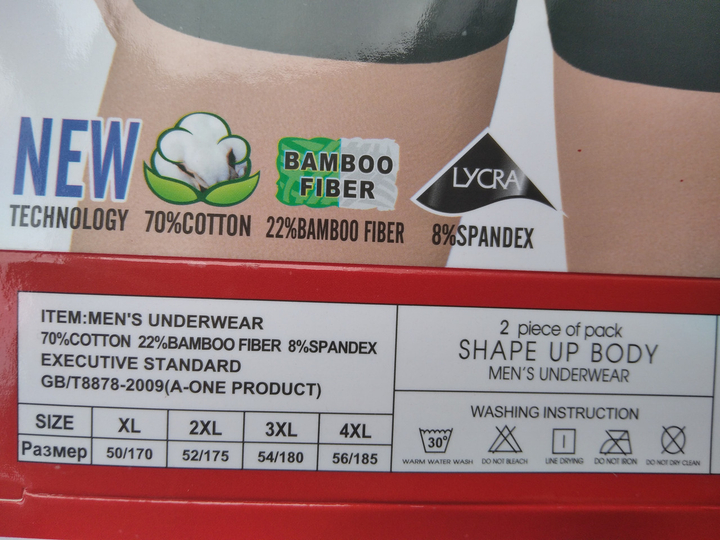 NEW
TECHNOLOGY
70%COTTON
BAMBOO
FIBER
22%BAMBOO FIBER
LYCRA
8%SPANDEX
ITEM:MEN'S UNDERWEAR
70%COTTON 22%BAMBOO FIBER 8%SPANDEX
EXECUTIVE STANDARD
GB/T8878-2009(A-ONE PRODUCT)
SIZE XL 2XL 3XL 4XL
Размер 50/170 52/175 54/180 56/185
2 piece of pack
SHAPE UP BODY
MEN'S UNDERWEAR
WASHING INSTRUCTION
30°
WARM WATER WASH DO NOT BLEACH LINE DRYING DO NOT IRON DO NOT DRY CLEAN